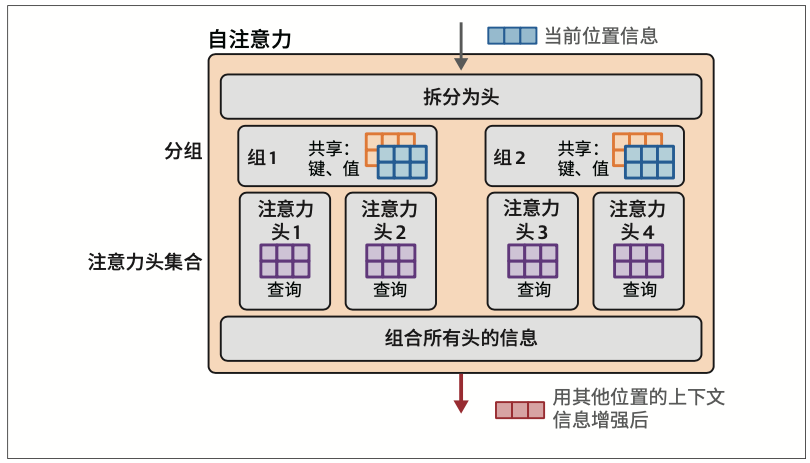 自注意力
当前位置信息
拆分为头
分组
组1
共享：
键、值
组2
共享：
键、值
注意力头集合
注意力
头1
查询
注意力
头2
查询
注意力
头3
查询
注意力
头4
查询
组合所有头的信息
用其他位置的上下文
信息增强后